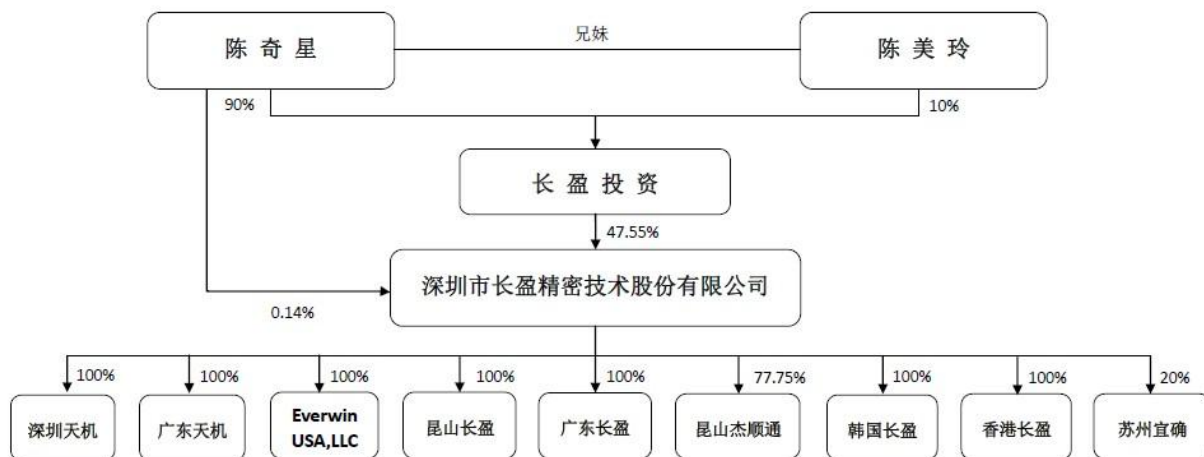 陈 奇 星
兄妹
陈 美 玲
90%
10%
长 盈 投 资
47.55%
深圳市长盈精密技术股份有限公司
0.14%
100%
100%
100%
100%
100%
77.75%
100%
100%
20%
深圳天机
广东天机
Everwin
USA,LLC
昆山长盈
广东长盈
昆山杰顺通
韩国长盈
香港长盈
苏州宜确